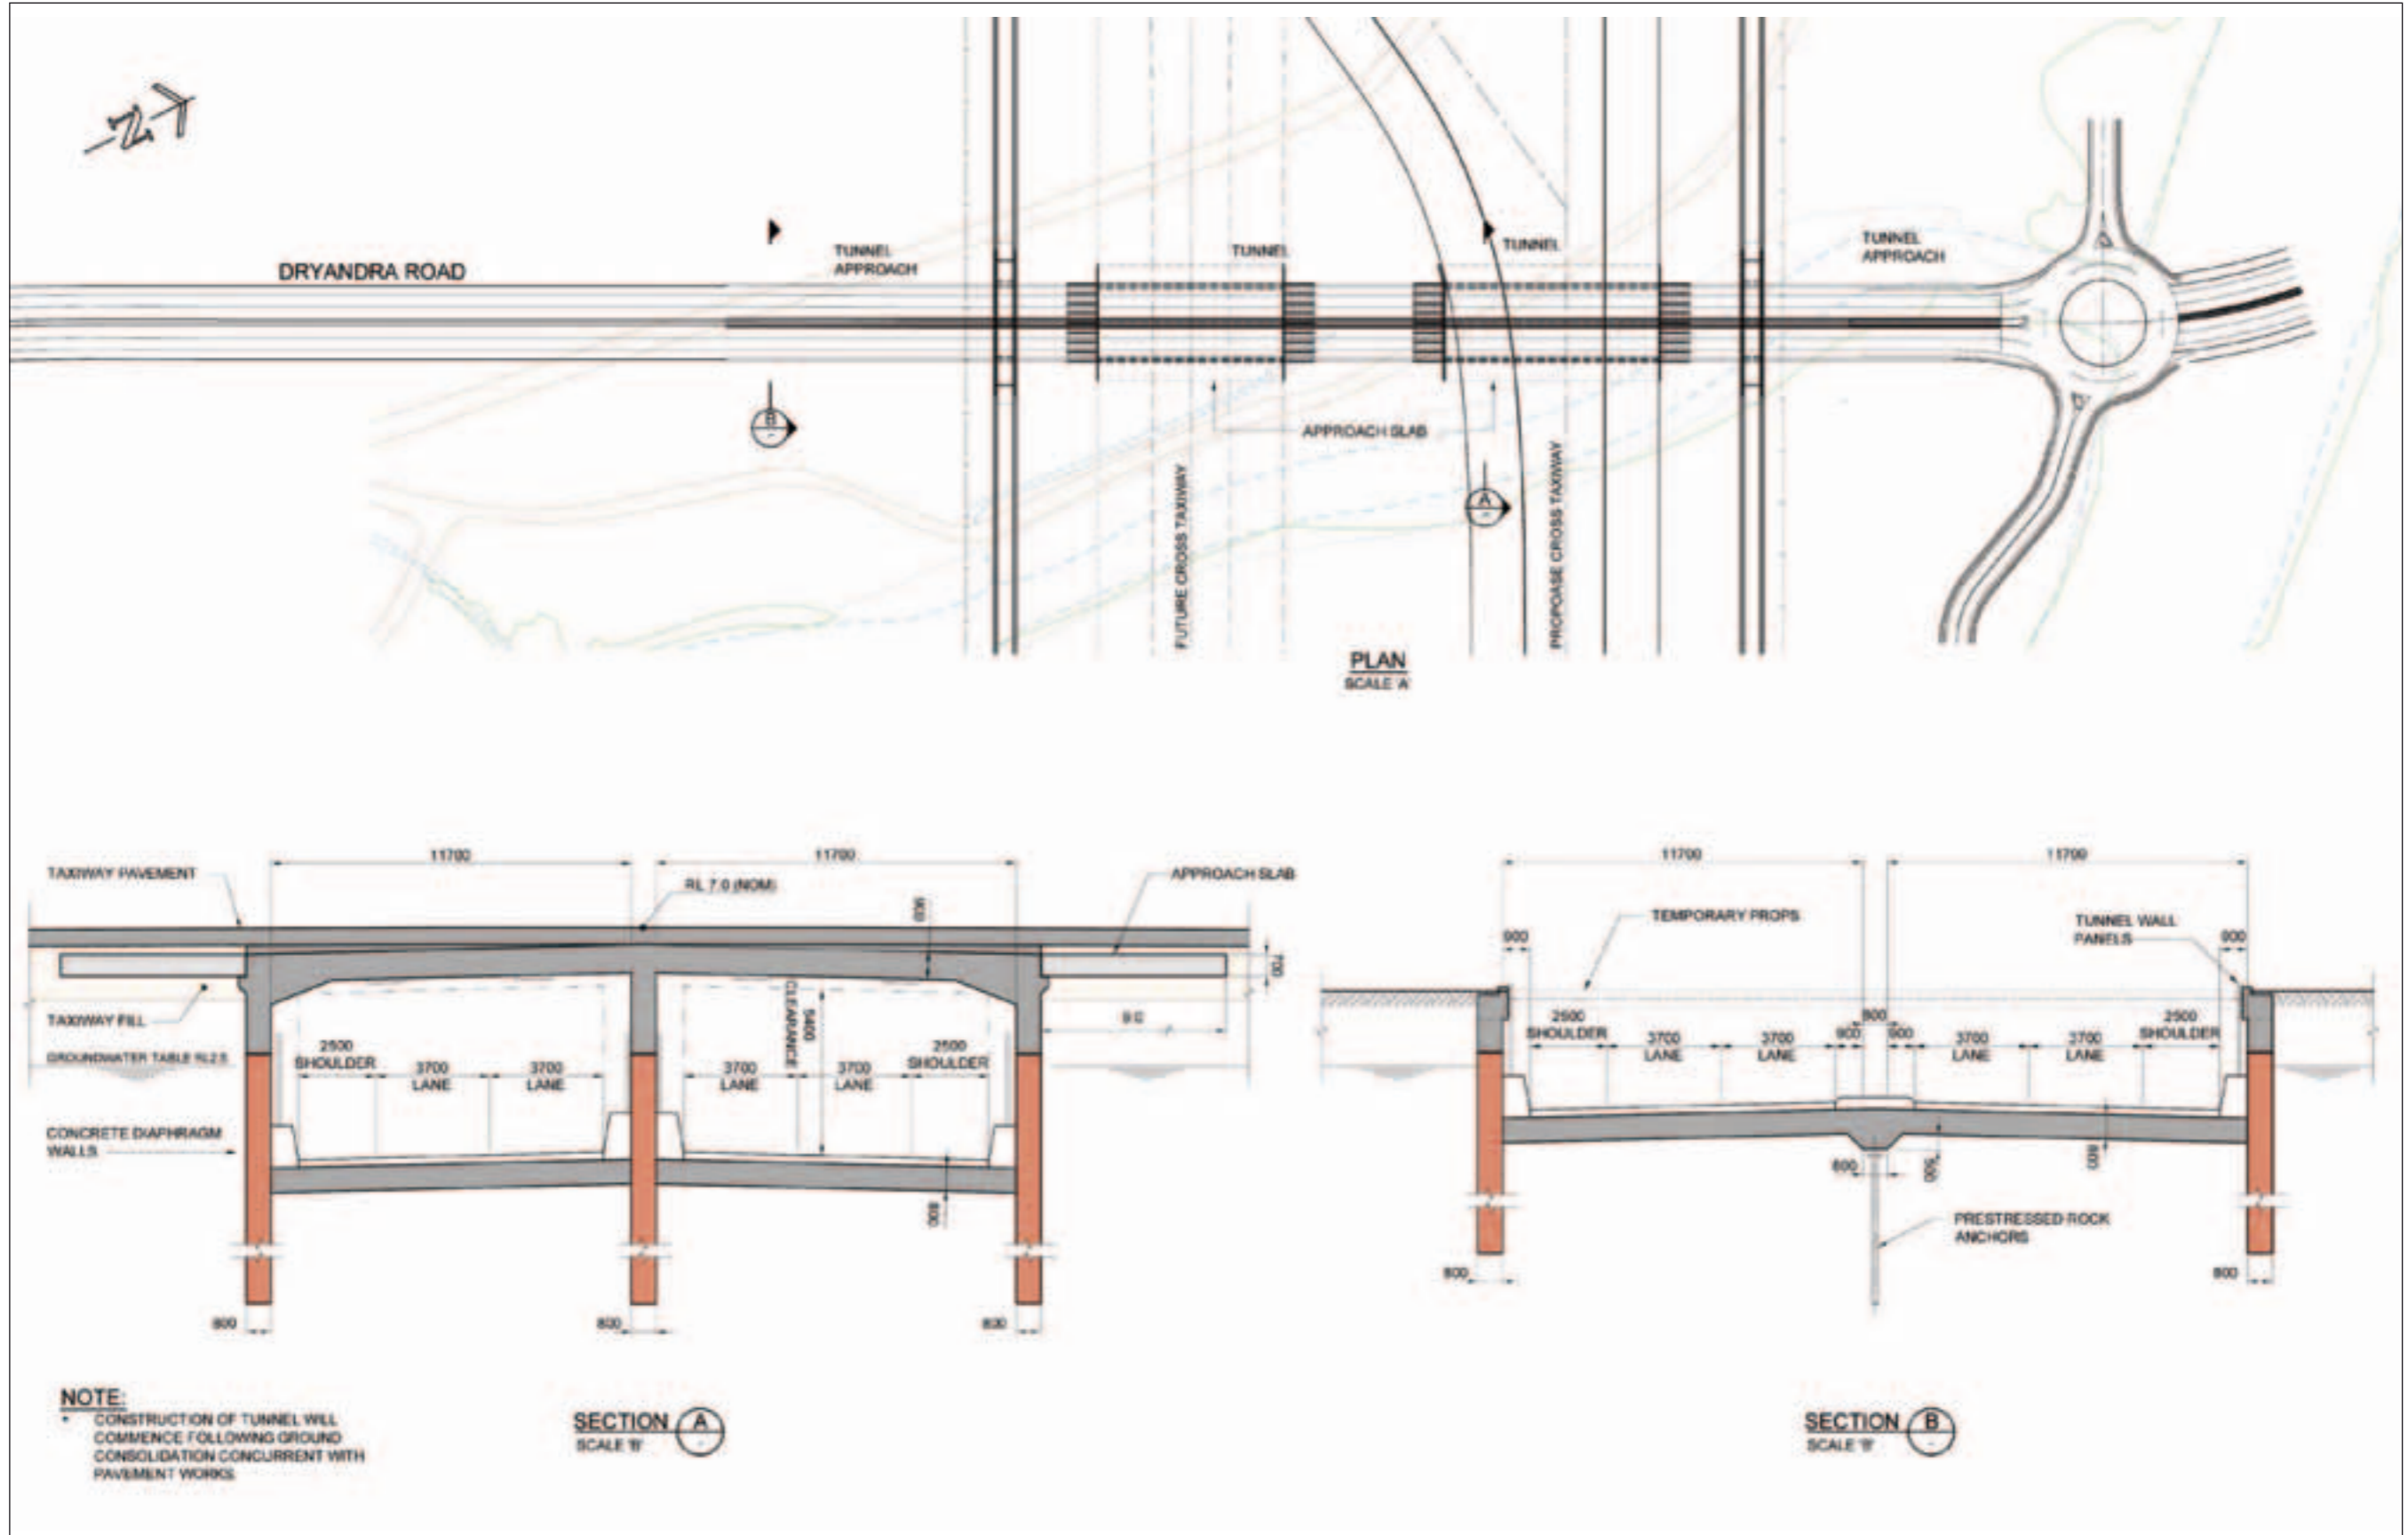 N
DRYANDRA ROAD
TUNNEL
APPROACH
TUNNEL
TUNNEL
TUNNEL
APPROACH
B
APPROACH SLAB
A
FUTURE CROSS TAXIWAY
PROPOASE CROSS TAXIWAY
PLAN
SCALE 'A'
11700
11700
TAXIWAY PAVEMENT
RL 7.0 (NOM)
900
APPROACH SLAB
700
TAXIWAY FILL
GROUNDWATER TABLE RL2.5
2500
SHOULDER
3700
LANE
3700
LANE
5400
CLEARANCE
3700
LANE
3700
LANE
2500
SHOULDER
CONCRETE DIAPHRAGM
WALLS
800
800
800
800
NOTE:
• CONSTRUCTION OF TUNNEL WILL
COMMENCE FOLLOWING GROUND
CONSOLIDATION CONCURRENT WITH
PAVEMENT WORKS
SECTION A
SCALE 'B'
11700
11700
TEMPORARY PROPS
TUNNEL WALL
PANELS
900
900
2500
SHOULDER
3700
LANE
3700
LANE
900
800
900
3700
LANE
3700
LANE
2500
SHOULDER
800
500
800
PRESTRESSED ROCK
ANCHORS
800
800
SECTION B
SCALE 'B'